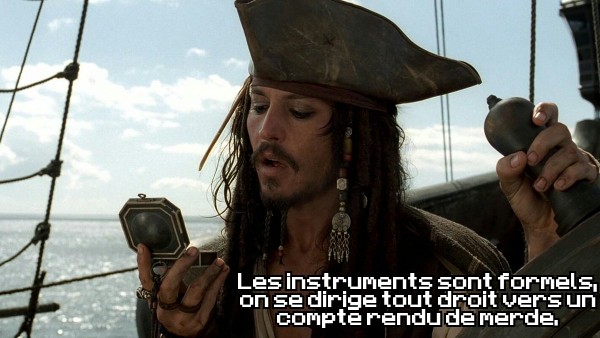 Les instruments sont formels,
on se dirige tout droit vers un
compte rendu de merde.